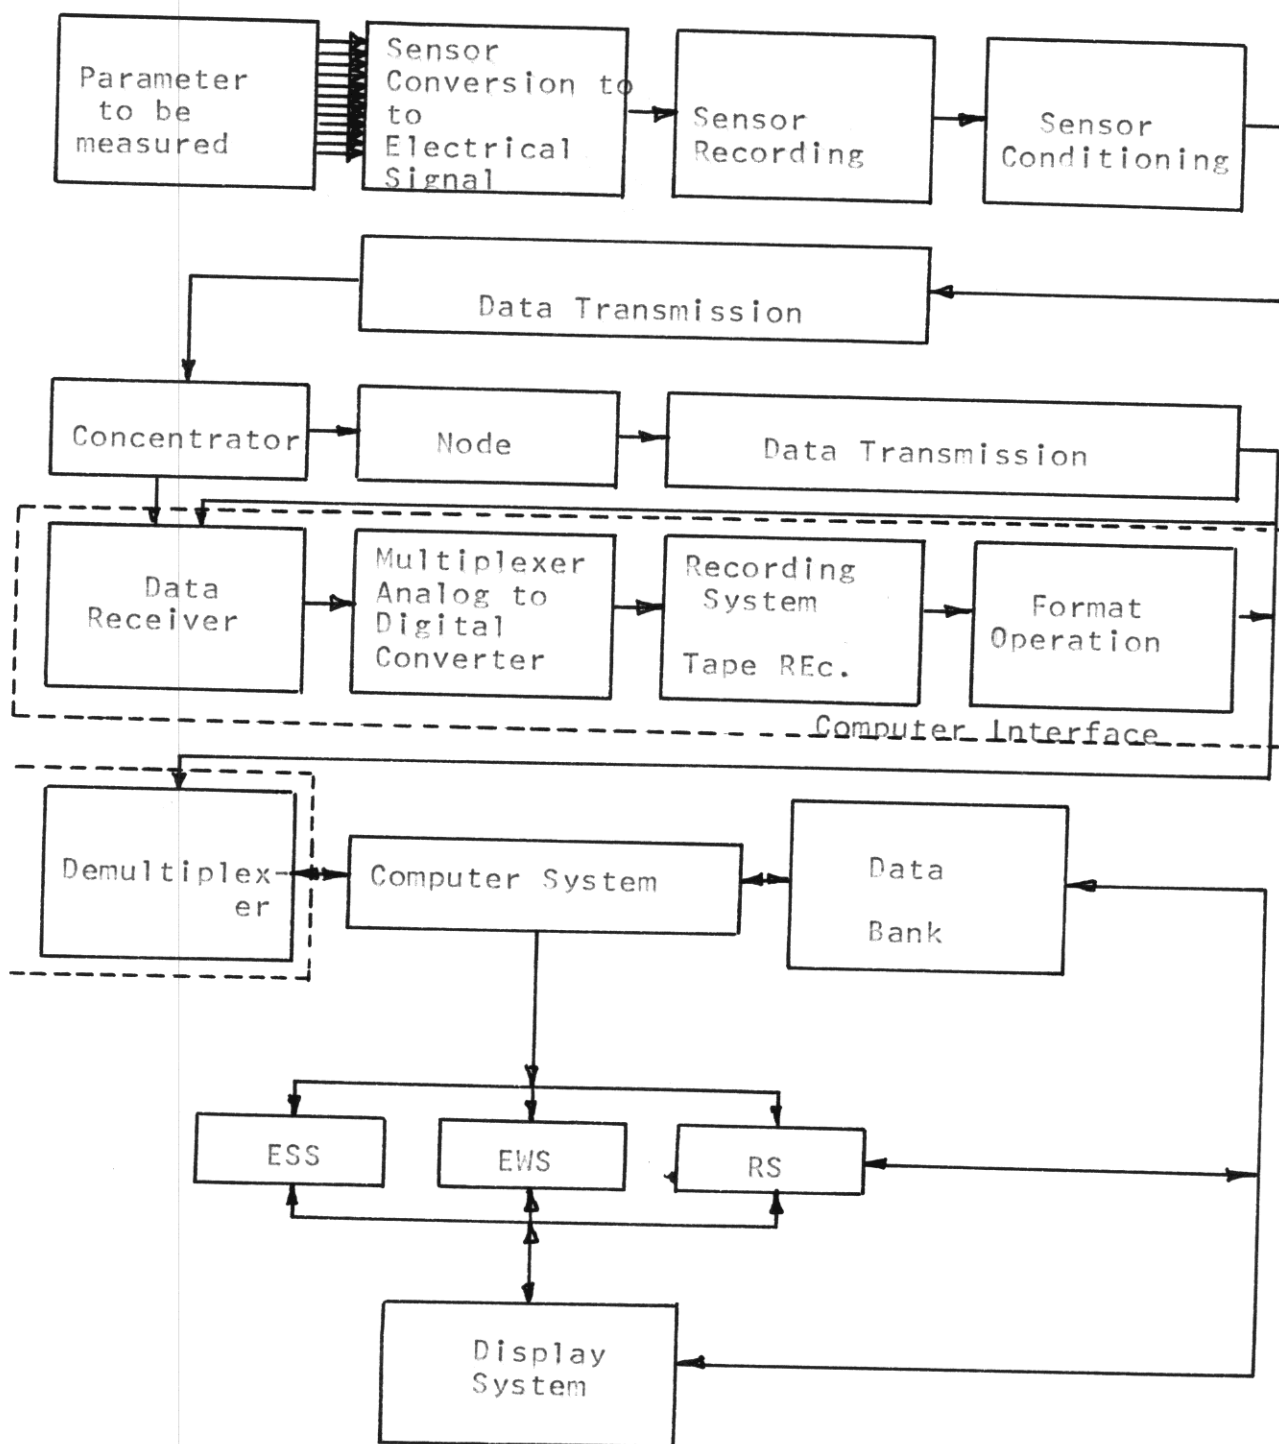 Parameter
to be
measured
Sensor
Conversion to
to
Electrical
Signal
Sensor
Recording
Sensor
Conditioning
Data Transmission
Concentrator
Node
Data Transmission
Data
Receiver
Multiplexer
Analog to
Digital
Converter
Recording
System
Tape REc.
Format
Operation
Computer Interface
Demultiplex-
er
Computer System
Data
Bank
ESS
EWS
RS
Display
System